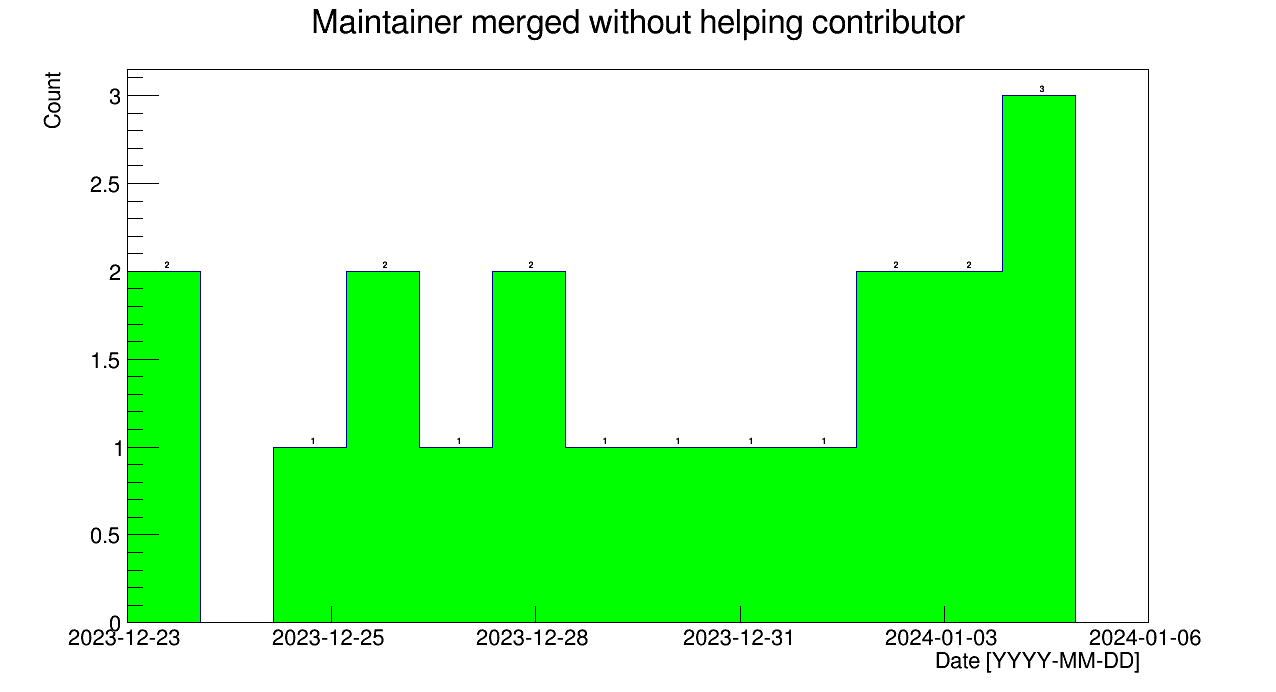 Maintainer merged without helping contributor
Count
3
2.5
2
1.5
1
0.5
0
2 1 2 1 2 1 1 1 1 2 2 3
2023-12-23 2023-12-25 2023-12-28 2023-12-31 2024-01-03 2024-01-06
Date [YYYY-MM-DD]